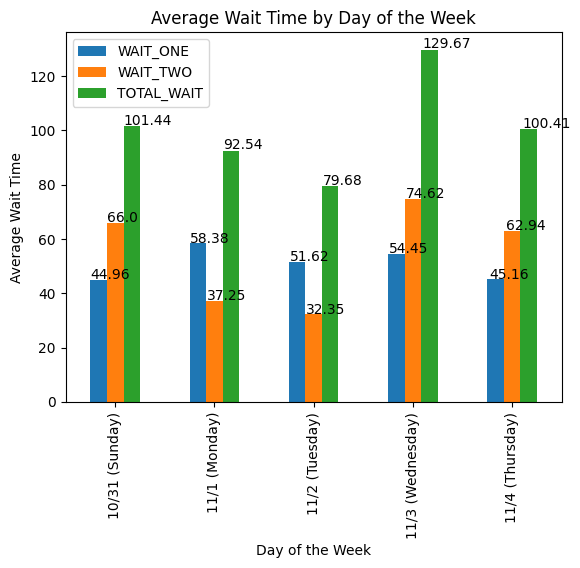 Average Wait Time by Day of the Week
WAIT_ONE
WAIT_TWO
TOTAL_WAIT
Average Wait Time
120
100
80
60
40
20
0
44.96
66.0
101.44
58.38
37.25
92.54
51.62
32.35
79.68
54.45
74.62
129.67
45.16
62.94
100.41
10/31 (Sunday)
11/1 (Monday)
11/2 (Tuesday)
11/3 (Wednesday)
11/4 (Thursday)
Day of the Week